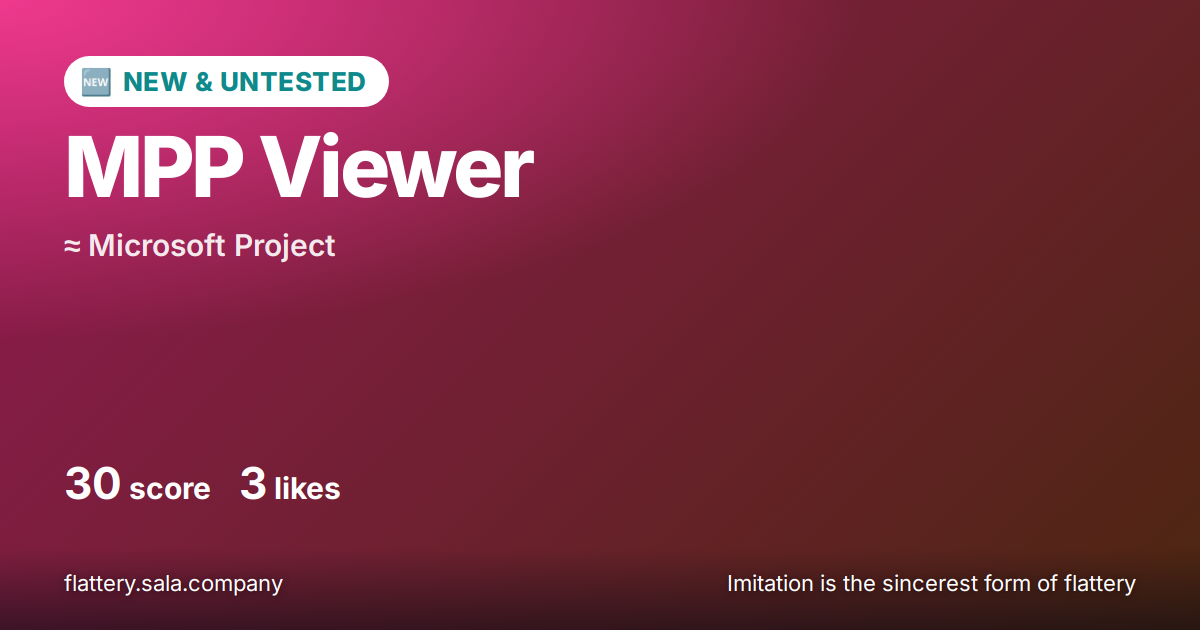 🆕 NEW & UNTESTED
MPP Viewer
≈ Microsoft Project
30 score 3 likes
flattery.sala.company
Imitation is the sincerest form of flattery